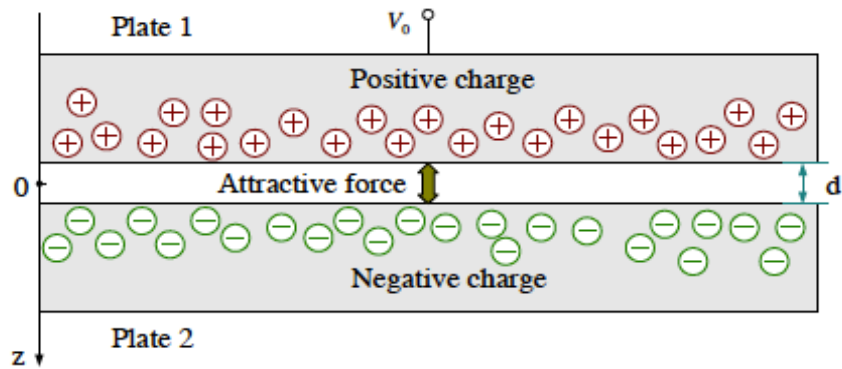 Plate 1
V₀
Positive charge
0
Attractive force
d
Negative charge
Plate 2
z